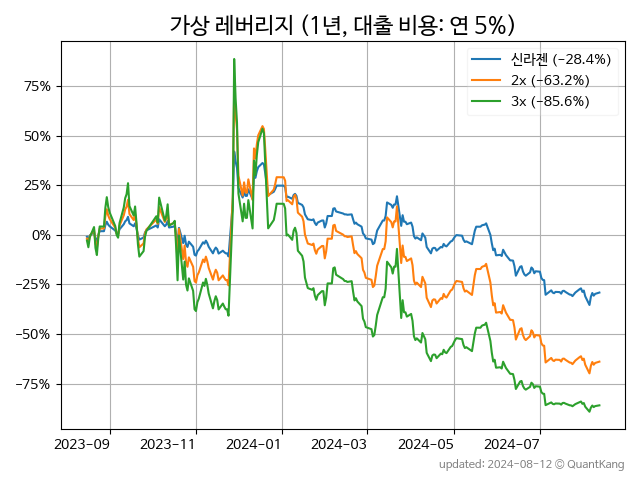 가상 레버리지 (1년, 대출 비용: 연 5%)
신라젠 (−28.4%)
2x (−63.2%)
3x (−85.6%)
75%
50%
25%
0%
−25%
−50%
−75%
2023-09 2023-11 2024-01 2024-03 2024-05 2024-07
updated: 2024-08-12 © QuantKang